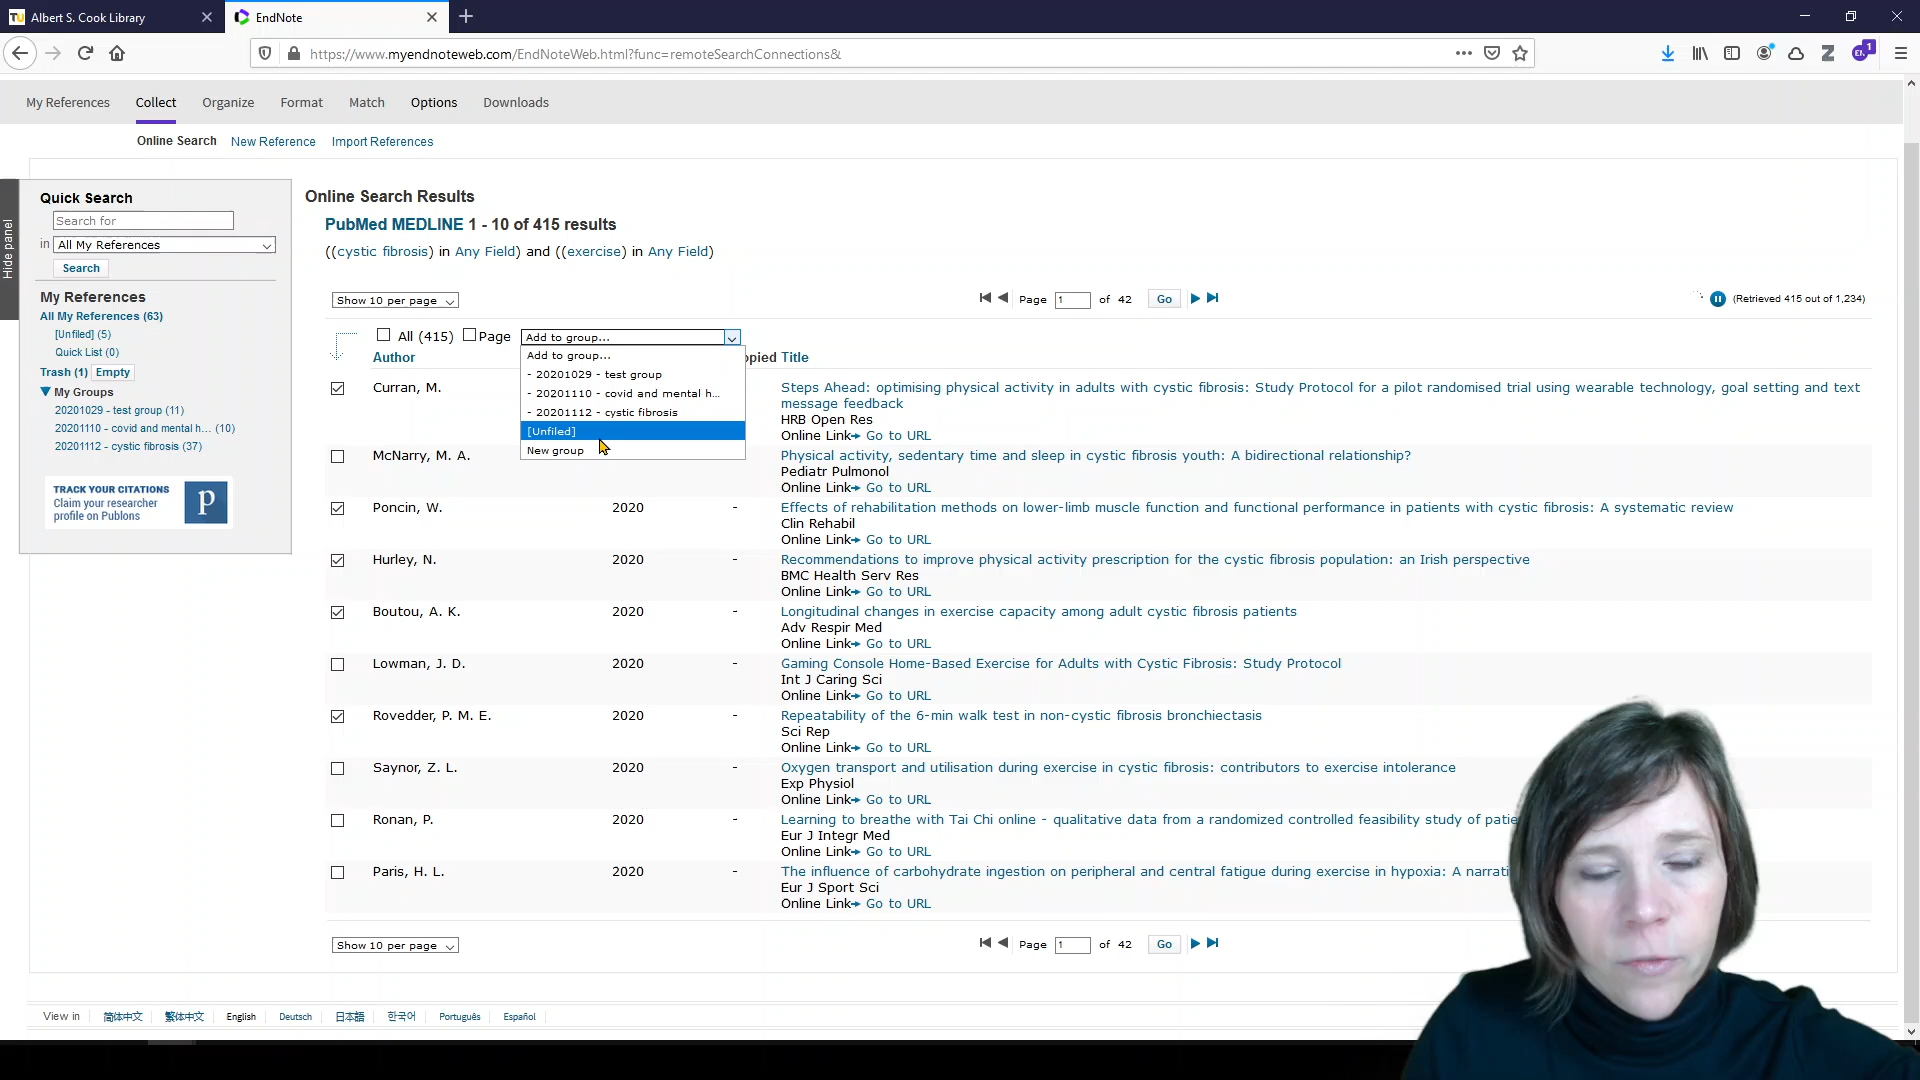 TU Albert S. Cook Library
EndNote
https://www.myendnoteweb.com/EndNoteWeb.html?func=remoteSearchConnections&
Z
EN 1
My References Collect Organize Format Match Options Downloads
Online Search New Reference Import References
Hide panel
Quick Search
Search for
in All My References
Search
My References
All My References (63)
[Unfiled] (5)
Quick List (0)
Trash (1) Empty
My Groups
20201029 - test group (11)
20201110 - covid and mental h... (10)
20201112 - cystic fibrosis (37)
TRACK YOUR CITATIONS
Claim your researcher
profile on Publons
p
Online Search Results
PubMed MEDLINE 1 - 10 of 415 results
((cystic fibrosis) in Any Field) and ((exercise) in Any Field)
Show 10 per page
Page 1 of 42 Go
(Retrieved 415 out of 1,234)
All (415) Page Add to group...
Add to group...
- 20201029 - test group
- 20201110 - covid and mental h...
- 20201112 - cystic fibrosis
[Unfiled]
New group
Author opied Title
Curran, M. Steps Ahead: optimising physical activity in adults with cystic fibrosis: Study Protocol for a pilot randomised trial using wearable technology, goal setting and text
message feedback
HRB Open Res
Online Link Go to URL
McNarry, M. A. Physical activity, sedentary time and sleep in cystic fibrosis youth: A bidirectional relationship?
Pediatr Pulmonol
Online Link Go to URL
Poncin, W. 2020 - Effects of rehabilitation methods on lower-limb muscle function and functional performance in patients with cystic fibrosis: A systematic review
Clin Rehabil
Online Link Go to URL
Hurley, N. 2020 - Recommendations to improve physical activity prescription for the cystic fibrosis population: an Irish perspective
BMC Health Serv Res
Online Link Go to URL
Boutou, A. K. 2020 - Longitudinal changes in exercise capacity among adult cystic fibrosis patients
Adv Respir Med
Online Link Go to URL
Lowman, J. D. 2020 - Gaming Console Home-Based Exercise for Adults with Cystic Fibrosis: Study Protocol
Int J Caring Sci
Online Link Go to URL
Rovedder, P. M. E. 2020 - Repeatability of the 6-min walk test in non-cystic fibrosis bronchiectasis
Sci Rep
Online Link Go to URL
Saynor, Z. L. 2020 - Oxygen transport and utilisation during exercise in cystic fibrosis: contributors to exercise intolerance
Exp Physiol
Online Link Go to URL
Ronan, P. 2020 - Learning to breathe with Tai Chi online - qualitative data from a randomized controlled feasibility study of patie
Eur J Integr Med
Online Link Go to URL
Paris, H. L. 2020 - The influence of carbohydrate ingestion on peripheral and central fatigue during exercise in hypoxia: A narrati
Eur J Sport Sci
Online Link Go to URL
Show 10 per page
Page 1 of 42 Go
View in 简体中文 繁体中文 English Deutsch 日本語 한국어 Português Español